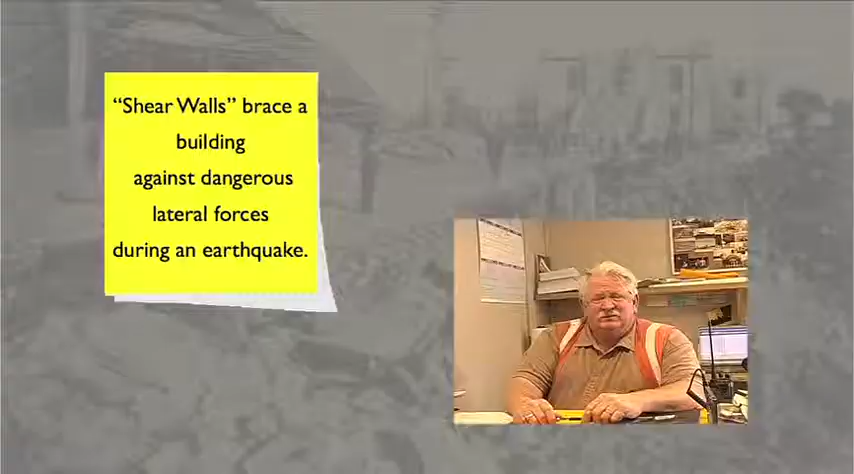 “Shear Walls” brace a
building
against dangerous
lateral forces
during an earthquake.